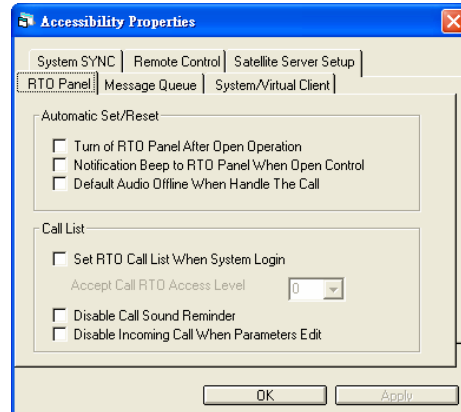 Accessibility Properties
System SYNC Remote Control Satellite Server Setup
RTO Panel Message Queue System/Virtual Client
Automatic Set/Reset
Turn of RTO Panel After Open Operation
Notification Beep to RTO Panel When Open Control
Default Audio Offline When Handle The Call
Call List
Set RTO Call List When System Login
Accept Call RTO Access Level 0
Disable Call Sound Reminder
Disable Incoming Call When Parameters Edit
OK Apply